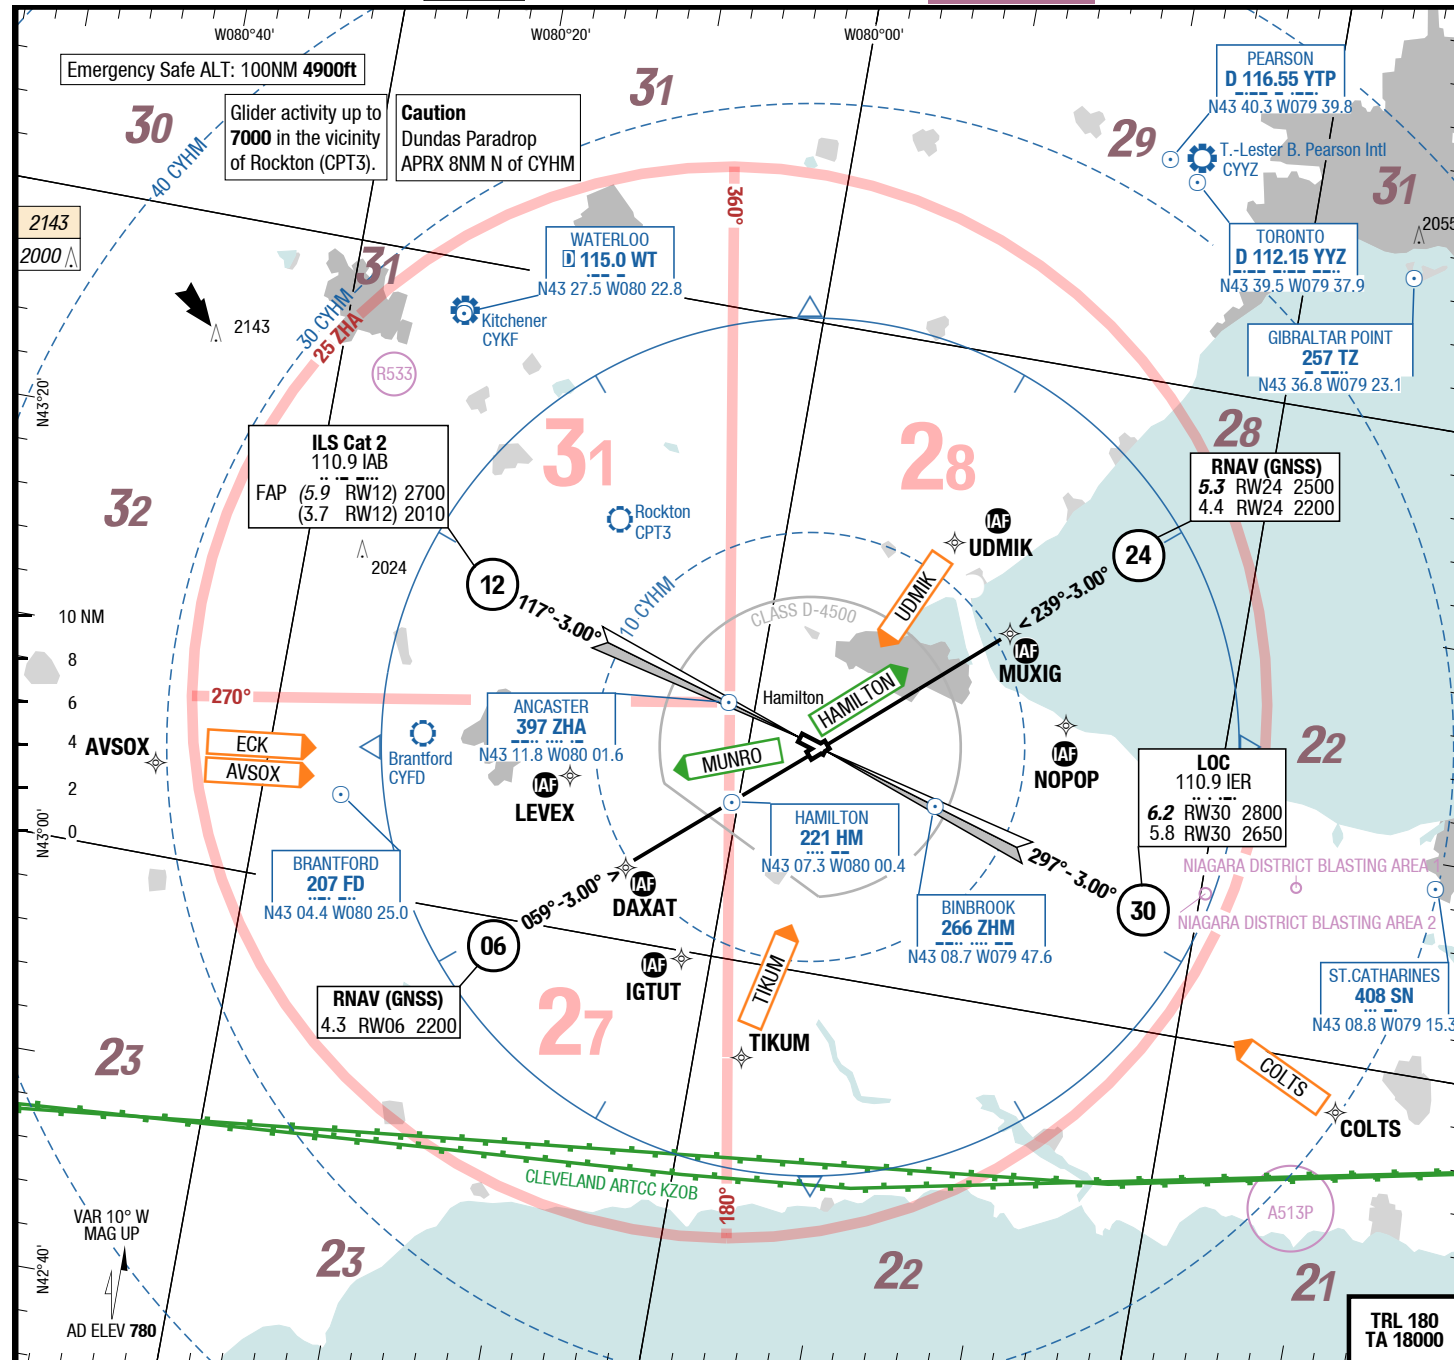 W080°40'
W080°20'
W080°00'
Emergency Safe ALT: 100NM 4900ft
30
31
29
31
Glider activity up to
7000 in the vicinity
of Rockton (CPT3).
Caution
Dundas Paradrop
APRX 8NM N of CYHM
PEARSON
D 116.55 YTP
N43 40.3 W079 39.8
T.-Lester B. Pearson Intl
CYYZ
40 CYHM
360°
2143
2000
2055
31
WATERLOO
D 115.0 WT
N43 27.5 W080 22.8
TORONTO
D 112.15 YYZ
N43 39.5 W079 37.9
30 CYHM
25 ZHA
2143
Kitchener
CYKF
GIBRALTAR POINT
257 TZ
N43 36.8 W079 23.1
R533
N43°20'
ILS Cat 2
110.9 IAB
FAP (5.9 RW12) 2700
(3.7 RW12) 2010
31
28
28
RNAV (GNSS)
5.3 RW24 2500
4.4 RW24 2200
32
Rockton
CPT3
2024
IAF
UDMIK
24
12
117°-3.00°
10 CYHM
CLASS D-4500
UDMIK
< 239°-3.00°
10 NM
8
6
4
2
0
IAF
MUXIG
270°
Hamilton
HAMILTON
ANCASTER
397 ZHA
N43 11.8 W080 01.6
AVSOX
ECK
AVSOX
Brantford
CYFD
MUNRO
IAF
NOPOP
22
IAF
LEVEX
LOC
110.9 IER
6.2 RW30 2800
5.8 RW30 2650
N43°00'
HAMILTON
221 HM
N43 07.3 W080 00.4
BRANTFORD
207 FD
N43 04.4 W080 25.0
297°-3.00°
NIAGARA DISTRICT BLASTING AREA 1
NIAGARA DISTRICT BLASTING AREA 2
059°-3.00° >
IAF
DAXAT
30
BINBROOK
266 ZHM
N43 08.7 W079 47.6
06
IAF
IGTUT
TIKUM
ST.CATHARINES
408 SN
N43 08.8 W079 15.3
RNAV (GNSS)
4.3 RW06 2200
27
TIKUM
23
COLTS
COLTS
CLEVELAND ARTCC KZOB
180°
A513P
VAR 10° W
MAG UP
23
22
21
N42°40'
AD ELEV 780
TRL 180
TA 18000